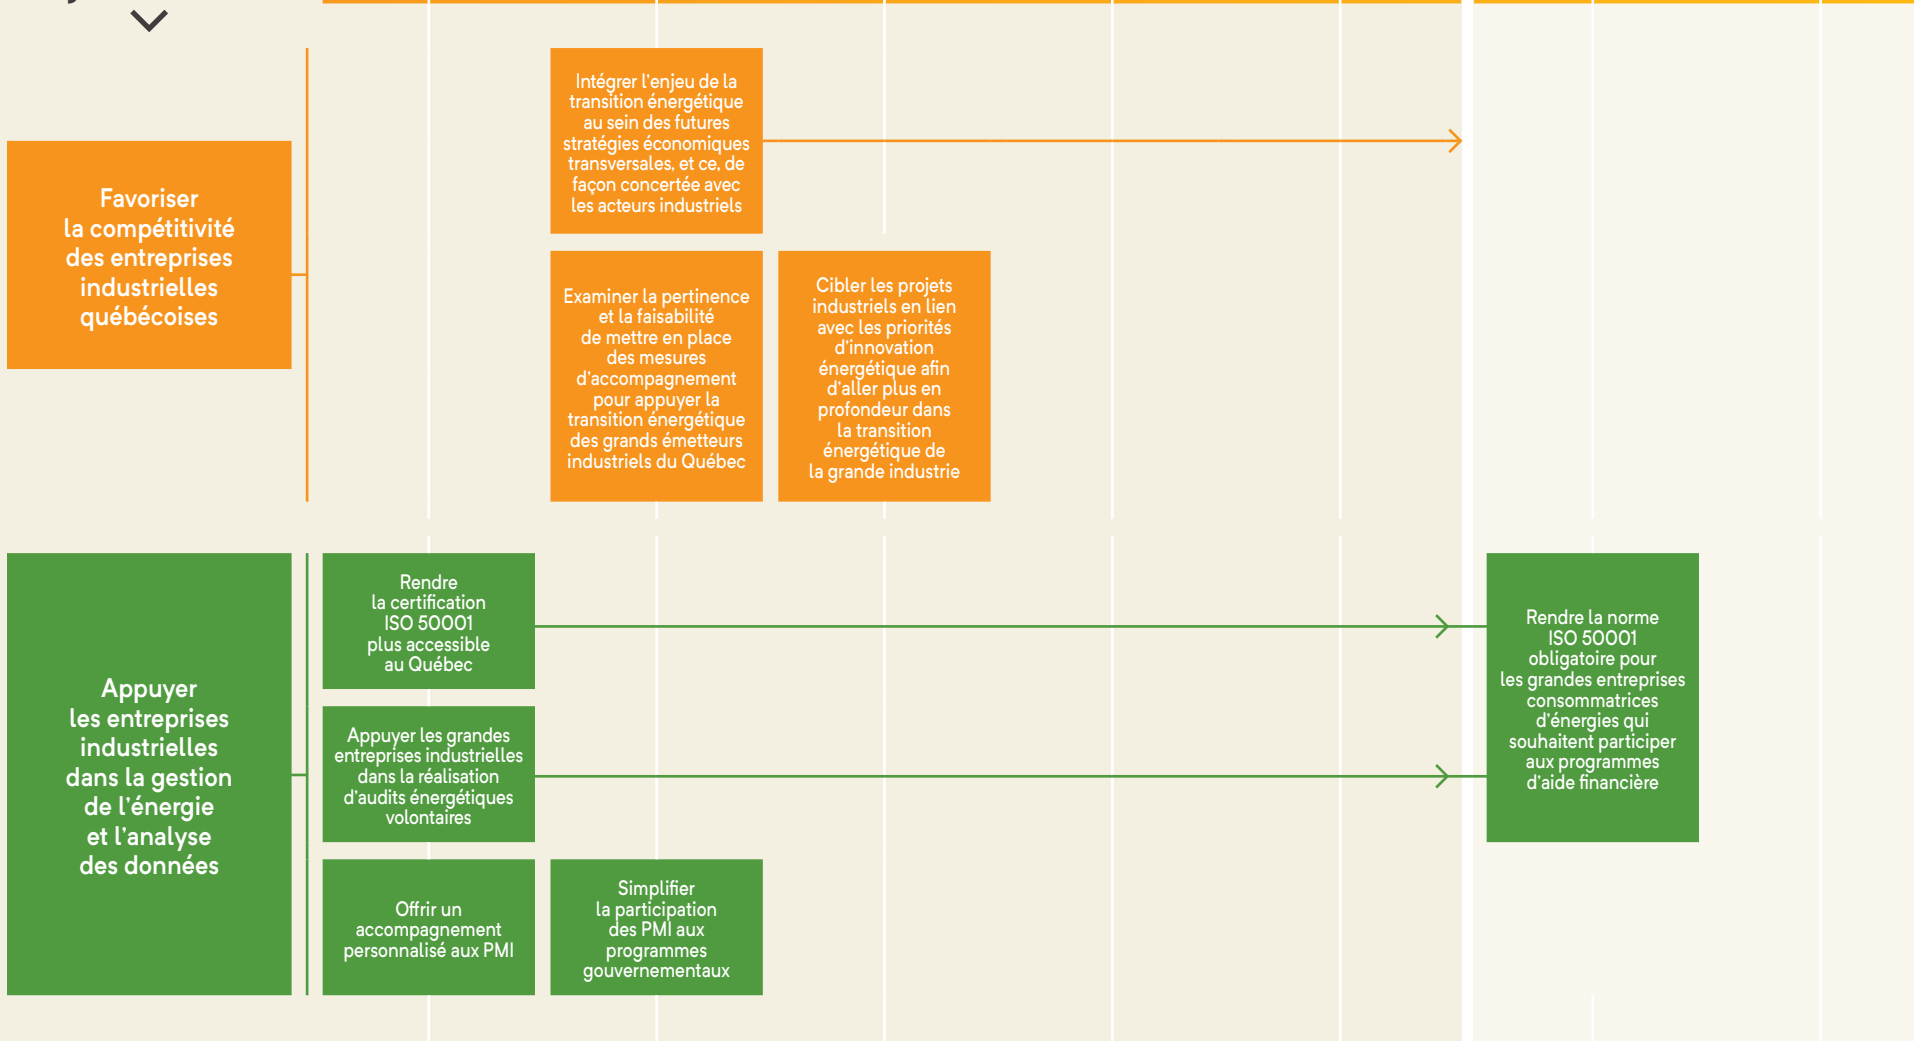 Favoriser
la compétitivité
des entreprises
industrielles
québécoises
Intégrer l’enjeu de la
transition énergétique
au sein des futures
stratégies économiques
transversales, et ce, de
façon concertée avec
les acteurs industriels
Examiner la pertinence
et la faisabilité
de mettre en place
des mesures
d’accompagnement
pour appuyer la
transition énergétique
des grands émetteurs
industriels du Québec
Cibler les projets
industriels en lien
avec les priorités
d’innovation
énergétique afin
d’aller plus en
profondeur dans
la transition
énergétique de
la grande industrie
Appuyer
les entreprises
industrielles
dans la gestion
de l’énergie
et l’analyse
des données
Rendre
la certification
ISO 50001
plus accessible
au Québec
Appuyer les grandes
entreprises industrielles
dans la réalisation
d’audits énergétiques
volontaires
Rendre la norme
ISO 50001
obligatoire pour
les grandes entreprises
consommatrices
d’énergies qui
souhaitent participer
aux programmes
d’aide financière
Offrir un
accompagnement
personnalisé aux PMI
Simplifier
la participation
des PMI aux
programmes
gouvernementaux